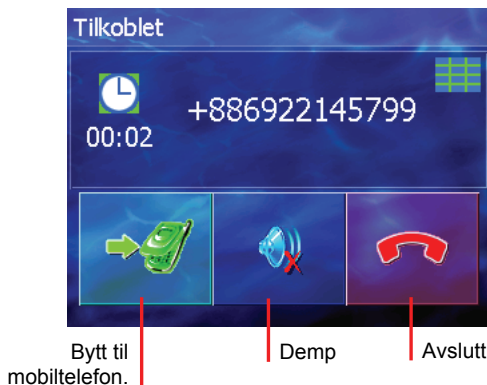 Tilkoblet
+886922145799
00:02
Bytt til
mobiltelefon.
Demp
Avslutt